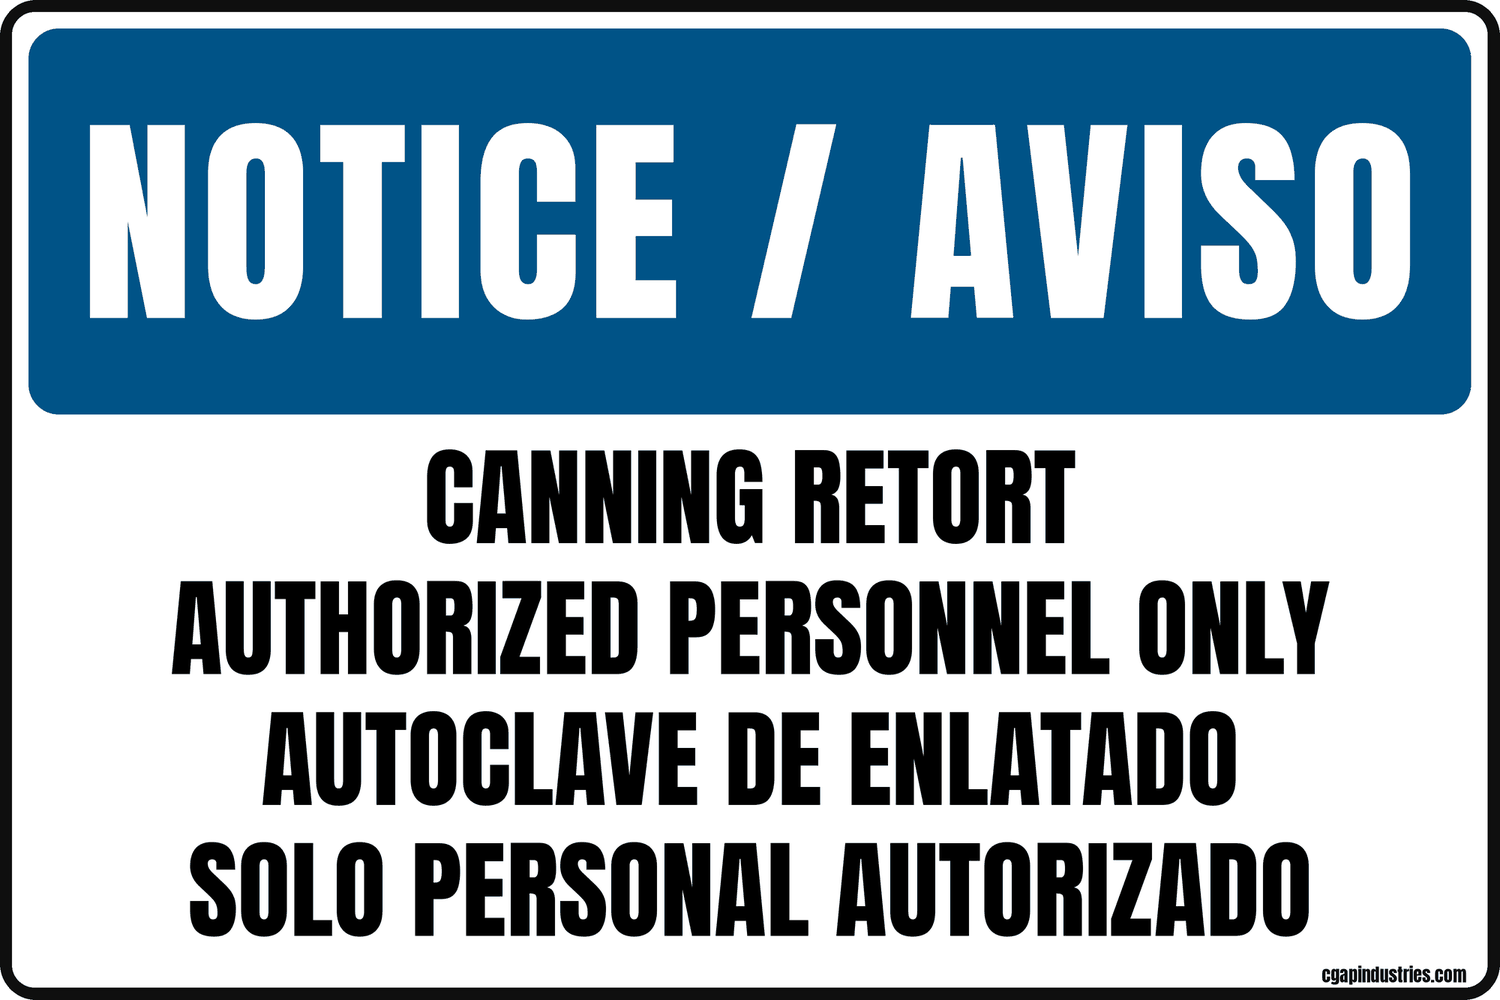 NOTICE / AVISO
CANNING RETORT
AUTHORIZED PERSONNEL ONLY
AUTOCLAVE DE ENLATADO
SOLO PERSONAL AUTORIZADO
cgapindustries.com